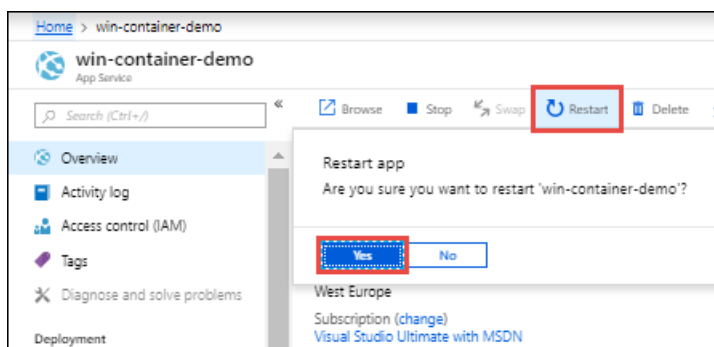 Home > win-container-demo
win-container-demo
App Service
Search (Ctrl+/)
«
Browse Stop Swap Restart Delete
Overview
Activity log
Access control (IAM)
Tags
Diagnose and solve problems
Deployment
Restart app
Are you sure you want to restart 'win-container-demo'?
Yes No
West Europe
Subscription (change)
Visual Studio Ultimate with MSDN